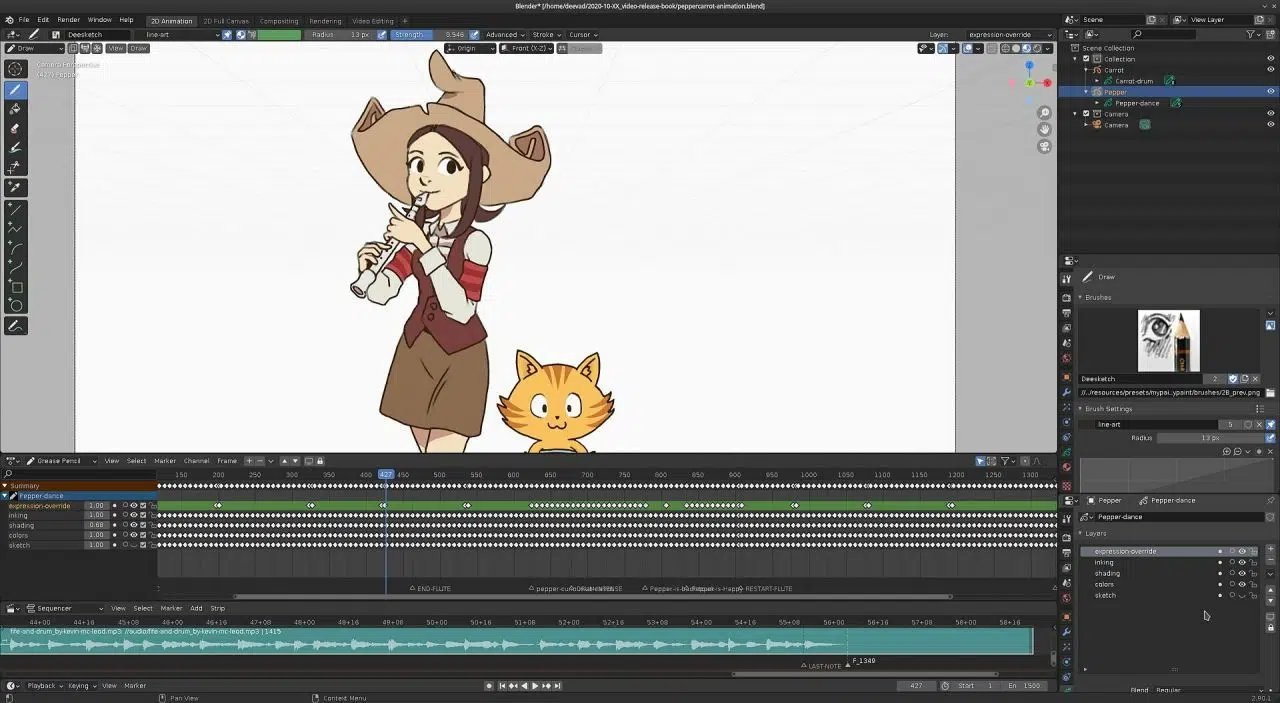 Blender* [/home/deevad/2020-10-XX_video-release-book/peppercarrot-animation.blend]
File Edit Render Window Help 2D Animation 2D Full Canvas Compositing Rendering Video Editing + Scene View Layer
Deesketch line-art Radius 13 px Strength 0.546 Advanced Stroke Cursor Layer: expression-override
Draw View Draw Origin Front (X-Z)
Camera Perspective
(427) Pepper
Scene Collection
Collection
Carrot
Carrot-drum
Pepper
Pepper-dance
Camera
Camera
Draw
Brushes
Deesketch 2
//../resources/presets/mypai..ypaint/brushes/2B_prev.png
Brush Settings
line-art 5
Radius 13 px
Grease Pencil View Select Marker Channel Frame
150 200 250 300 350 427 450 500 550 600 650 700 750 800 850 900 950 1000 1050 1100 1150 1200 1250 1300
Summary
Pepper-dance
expression-override 1.00
inking 1.00
shading 0.68
colors 1.00
sketch 1.00
END-FLUTE RESTART-FLUTE
Pepper Pepper-dance
Pepper-dance
Layers
expression-override
inking
shading
colors
sketch
Blend Regular
Sequencer View Select Marker Add Strip
44+00 44+16 45+08 46+00 46+16 47+08 48+00 48+16 49+08 50+00 50+16 51+08 52+00 52+16 53+08 54+00 54+16 55+08 56+00 56+16 57+08 58+00 58+16
fife-and-drum_by-kevin-mc-leod.mp3: //audio/fife-and-drum_by-kevin-mc-leod.mp3 | 1415
LAST-NOTE F_1349
Playback Keying View Marker 427 Start 1 En 1500
Pan View Context Menu 2.90.1